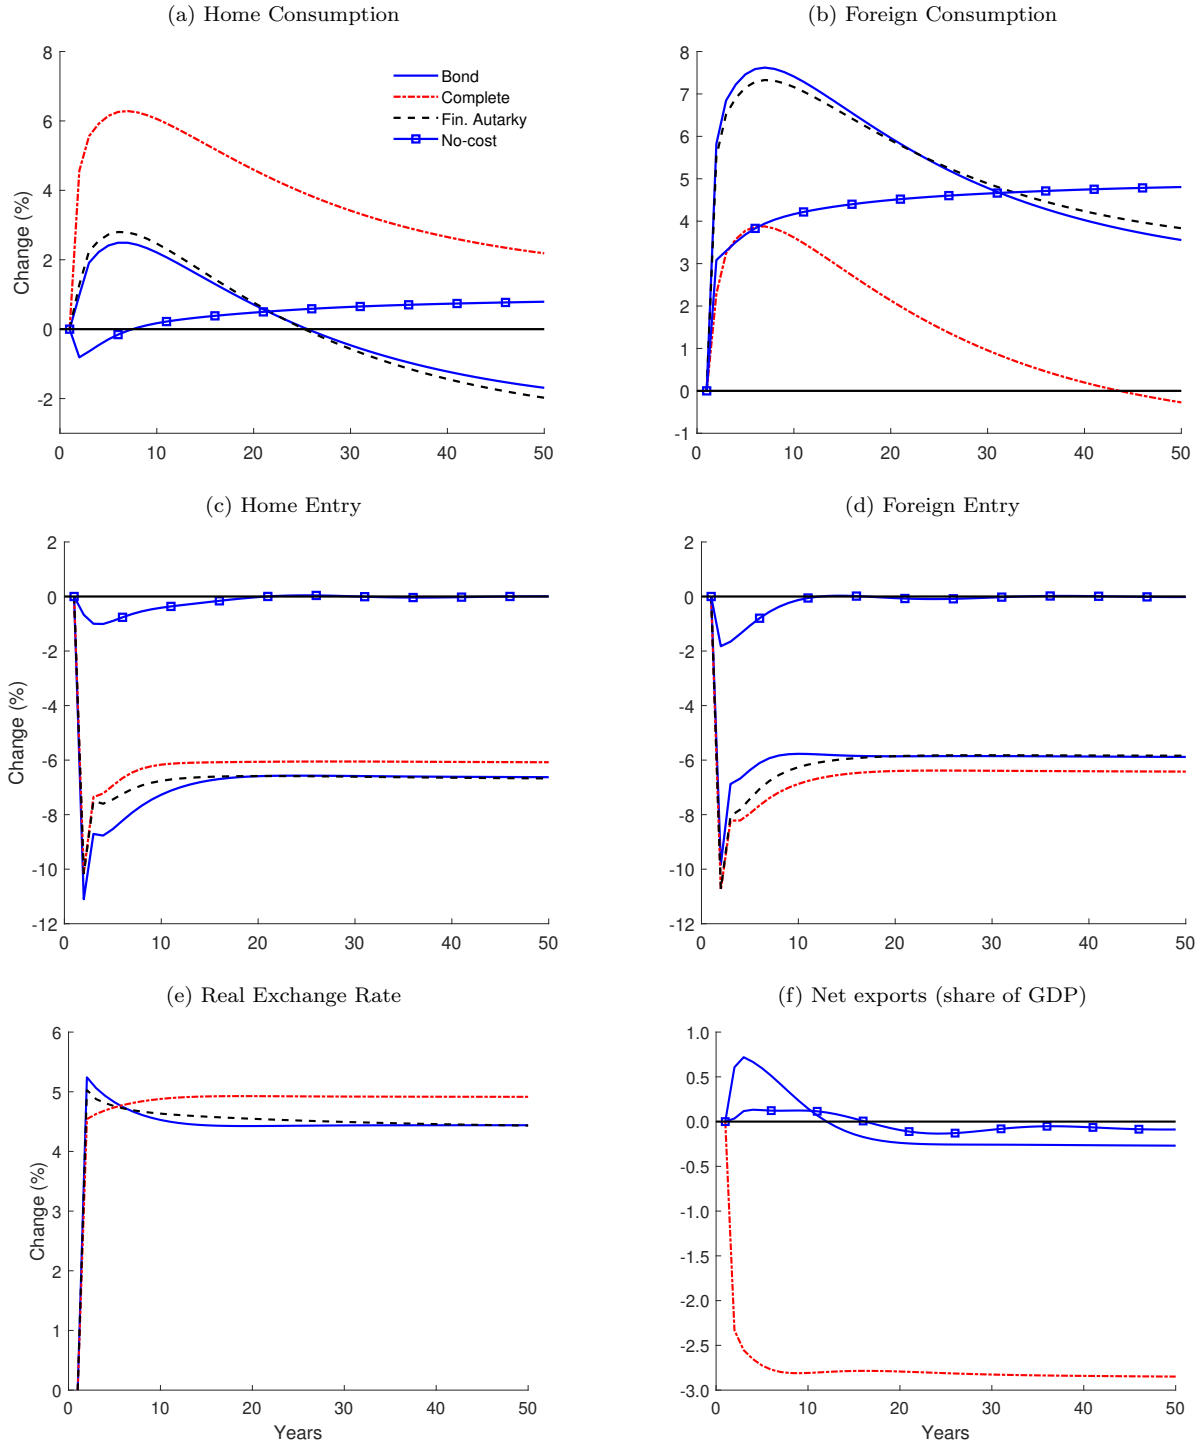 (a) Home Consumption
(b) Foreign Consumption
8
6
4
2
0
-2
Change (%)
Bond
Complete
Fin. Autarky
No-cost
0 10 20 30 40 50
8
7
6
5
4
3
2
1
0
-1
0 10 20 30 40 50
(c) Home Entry
(d) Foreign Entry
2
0
-2
-4
-6
-8
-10
-12
Change (%)
0 10 20 30 40 50
2
0
-2
-4
-6
-8
-10
-12
0 10 20 30 40 50
(e) Real Exchange Rate
(f) Net exports (share of GDP)
6
5
4
3
2
1
0
Change (%)
0 10 20 30 40 50
Years
1.0
0.5
0.0
-0.5
-1.0
-1.5
-2.0
-2.5
-3.0
0 10 20 30 40 50
Years